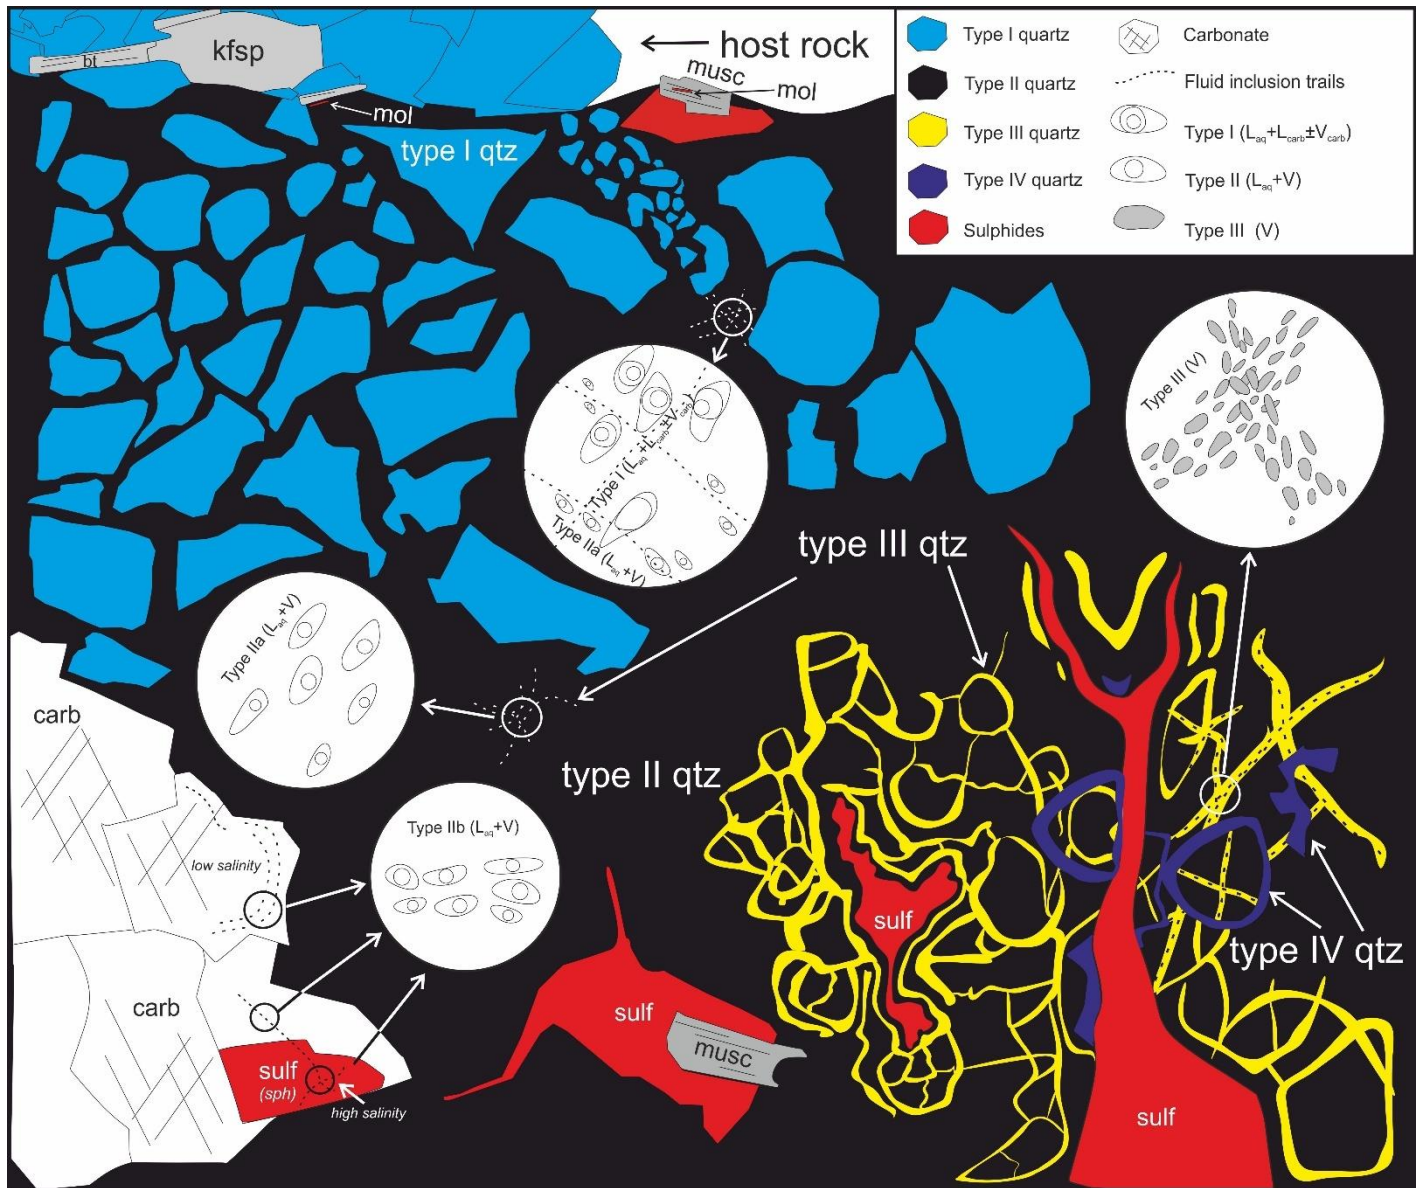 host rock
kfsp
bt
mol
musc
mol
type I qtz
Type I quartz
Type II quartz
Type III quartz
Type IV quartz
Sulphides
Carbonate
Fluid inclusion trails
Type I (Laq+Lcarb±Vcarb)
Type II (Laq+V)
Type III (V)
Type III (V)
Type I (Laq+Lcarb±Vcarb)
Type IIa (Laq+V)
type III qtz
Type IIa (Laq+V)
carb
type II qtz
Type IIb (Laq+V)
low salinity
sulf
type IV qtz
carb
sulf
musc
sulf
(sph)
high salinity
sulf